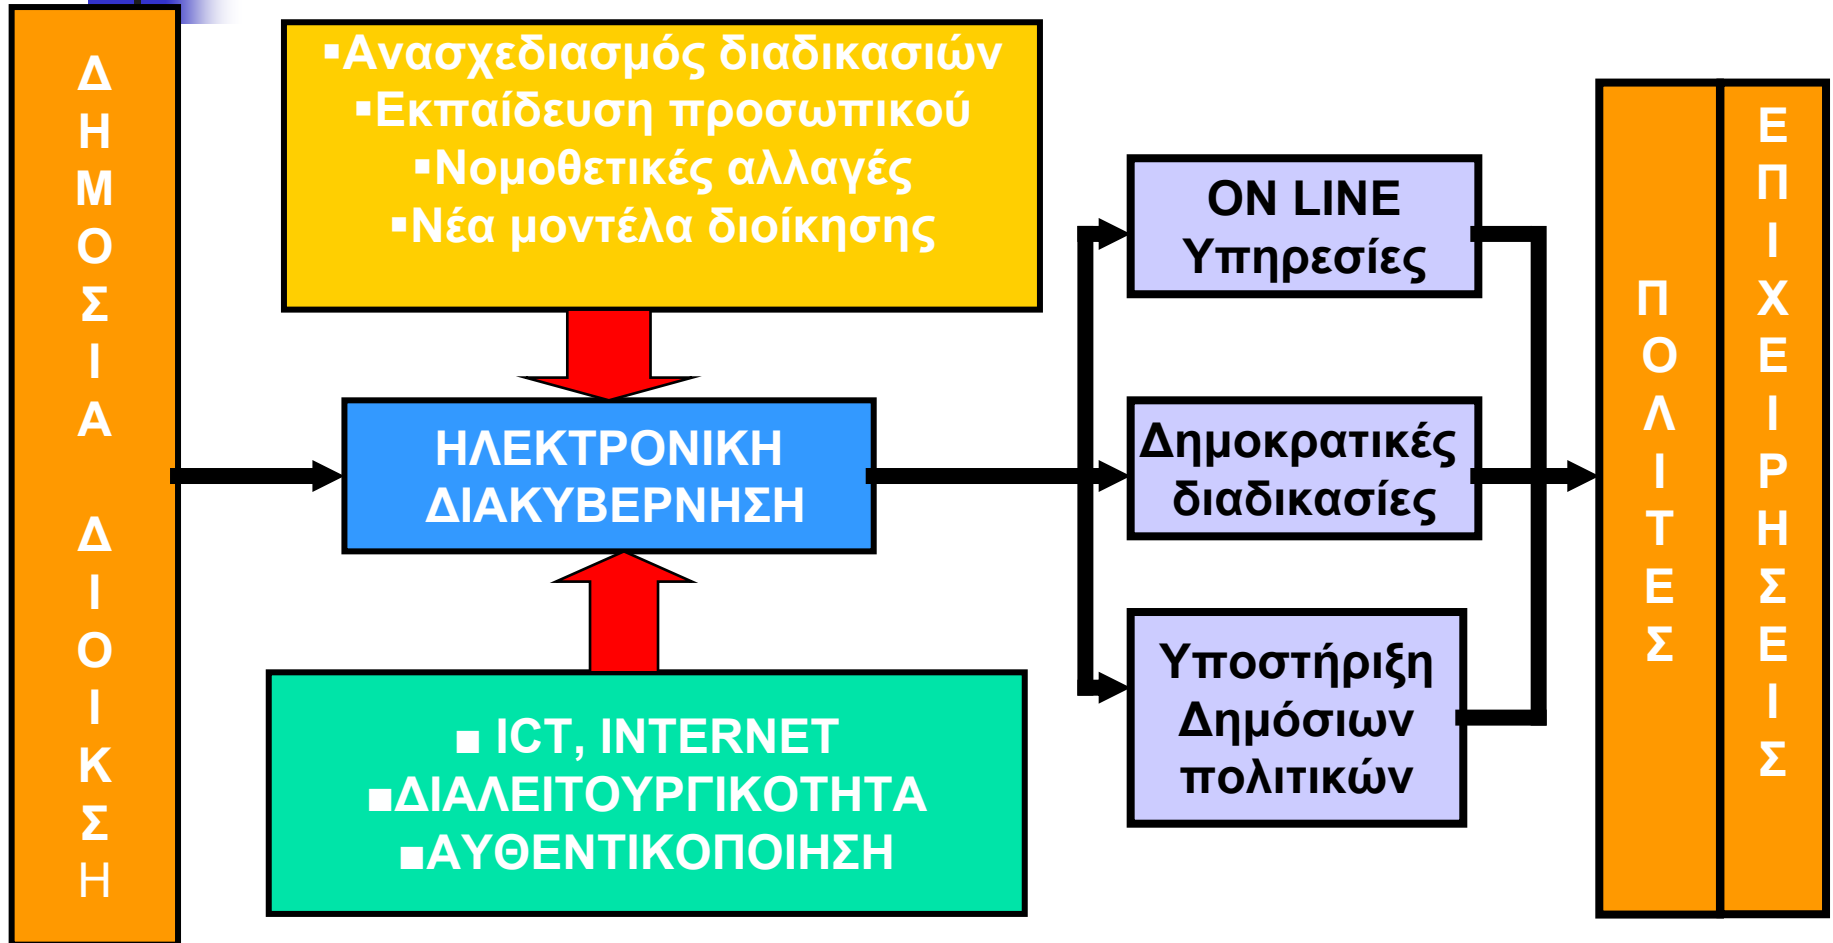 ΔΗΜΟΣΙΑ ΔΙΟΙΚΣΗ
▪Ανασχεδιασμός διαδικασιών
▪Εκπαίδευση προσωπικού
▪Νομοθετικές αλλαγές
▪Νέα μοντέλα διοίκησης
ΗΛΕΚΤΡΟΝΙΚΗ
ΔΙΑΚΥΒΕΡΝΗΣΗ
■ ICT, INTERNET
■ΔΙΑΛΕΙΤΟΥΡΓΙΚΟΤΗΤΑ
■ΑΥΘΕΝΤΙΚΟΠΟΙΗΣΗ
ON LINE
Υπηρεσίες
Δημοκρατικές
διαδικασίες
Υποστήριξη
Δημόσιων
πολιτικών
ΠΟΛΙΤΕΣ
ΕΠΙΧΕΙΡΗΣΕΙΣ